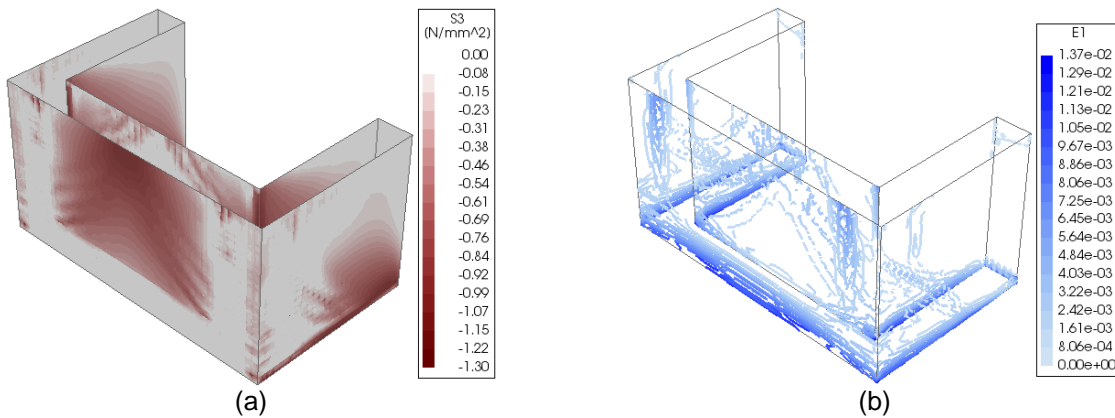 S3
(N/mm^2)
0.00
-0.08
-0.15
-0.23
-0.31
-0.38
-0.46
-0.54
-0.61
-0.69
-0.77
-0.84
-0.92
-0.99
-1.07
-1.15
-1.22
-1.30
(a)
E1
1.37e-02
1.29e-02
1.21e-02
1.13e-02
1.05e-02
9.67e-03
8.86e-03
8.06e-03
7.25e-03
6.45e-03
5.64e-03
4.84e-03
4.03e-03
3.22e-03
2.42e-03
1.61e-03
8.06e-04
0.00e+00
(b)